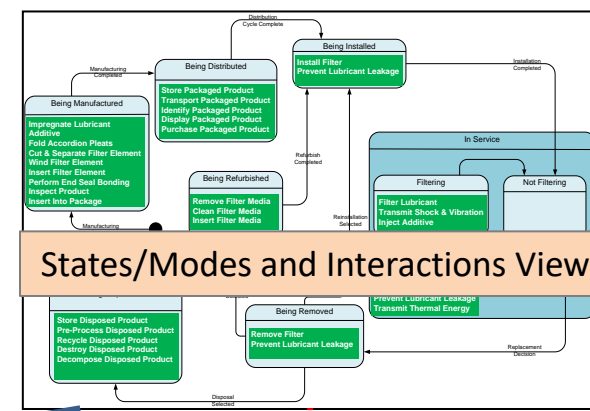 Distribution
Cycle Complete
Being Installed
Install Filter
Prevent Lubricant Leakage
Installation
Completed
Being Distributed
Store Packaged Product
Transport Packaged Product
Identify Packaged Product
Display Packaged Product
Purchase Packaged Product
Manufacturing
Completed
Being Manufactured
Impregnate Lubricant
Additive
Fold Accordion Pleats
Cut & Separate Filter Element
Wind Filter Element
Insert Filter Element
Perform End Seal Bonding
Inspect Product
Insert Into Package
Manufacturing
Being Refurbished
Remove Filter Media
Clean Filter Media
Insert Filter Media
Refurbish
Completed
Reinstallation
Selected
In Service
Filtering
Filter Lubricant
Transmit Shock & Vibration
Inject Additive
Not Filtering
States/Modes and Interactions View
Prevent Lubricant Leakage
Transmit Thermal Energy
Store Disposed Product
Pre-Process Disposed Product
Recycle Disposed Product
Destroy Disposed Product
Decompose Disposed Product
Being Removed
Remove Filter
Prevent Lubricant Leakage
Replacement
Decision
Disposal
Selected